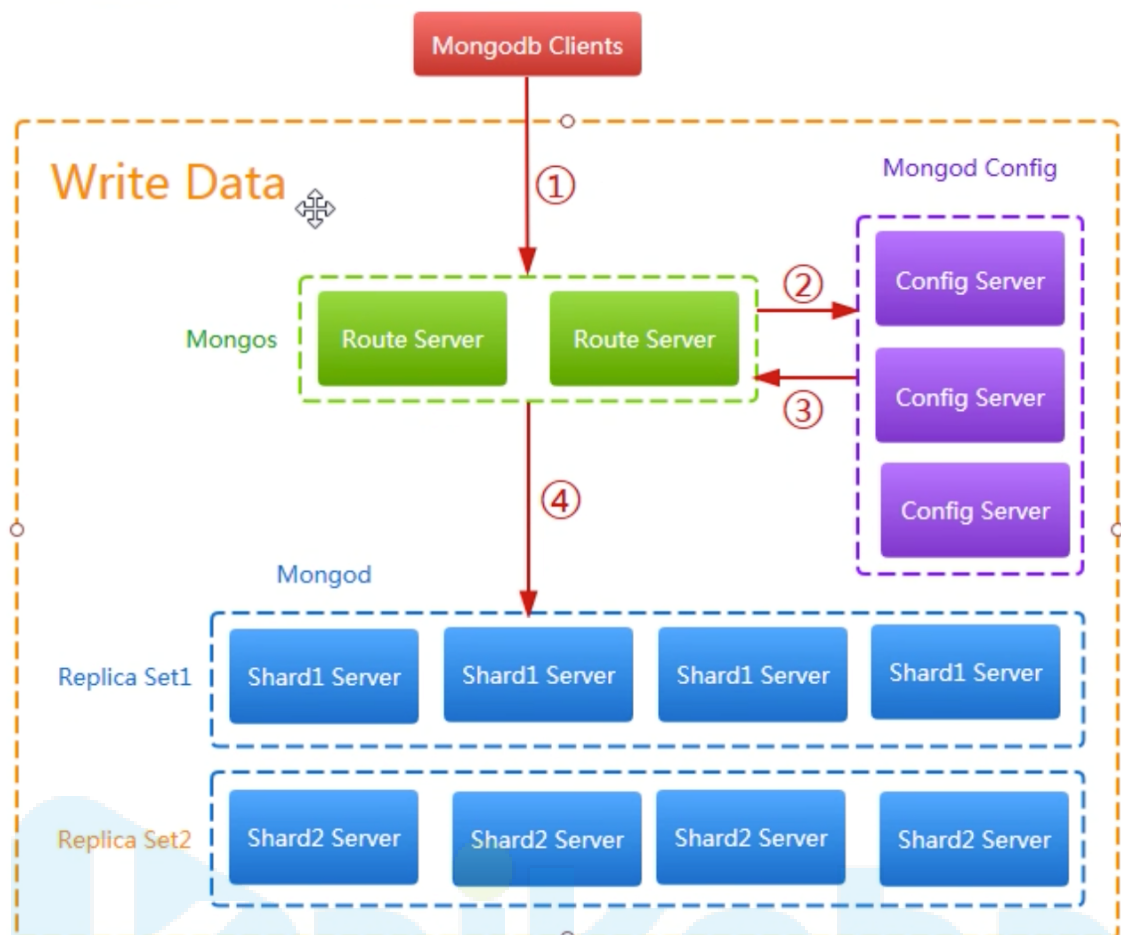 Mongodb Clients
Write Data
①
Mongod Config
②
Config Server
Mongos
Route Server
Route Server
③
Config Server
④
Config Server
Mongod
Replica Set1
Shard1 Server
Shard1 Server
Shard1 Server
Shard1 Server
Replica Set2
Shard2 Server
Shard2 Server
Shard2 Server
Shard2 Server